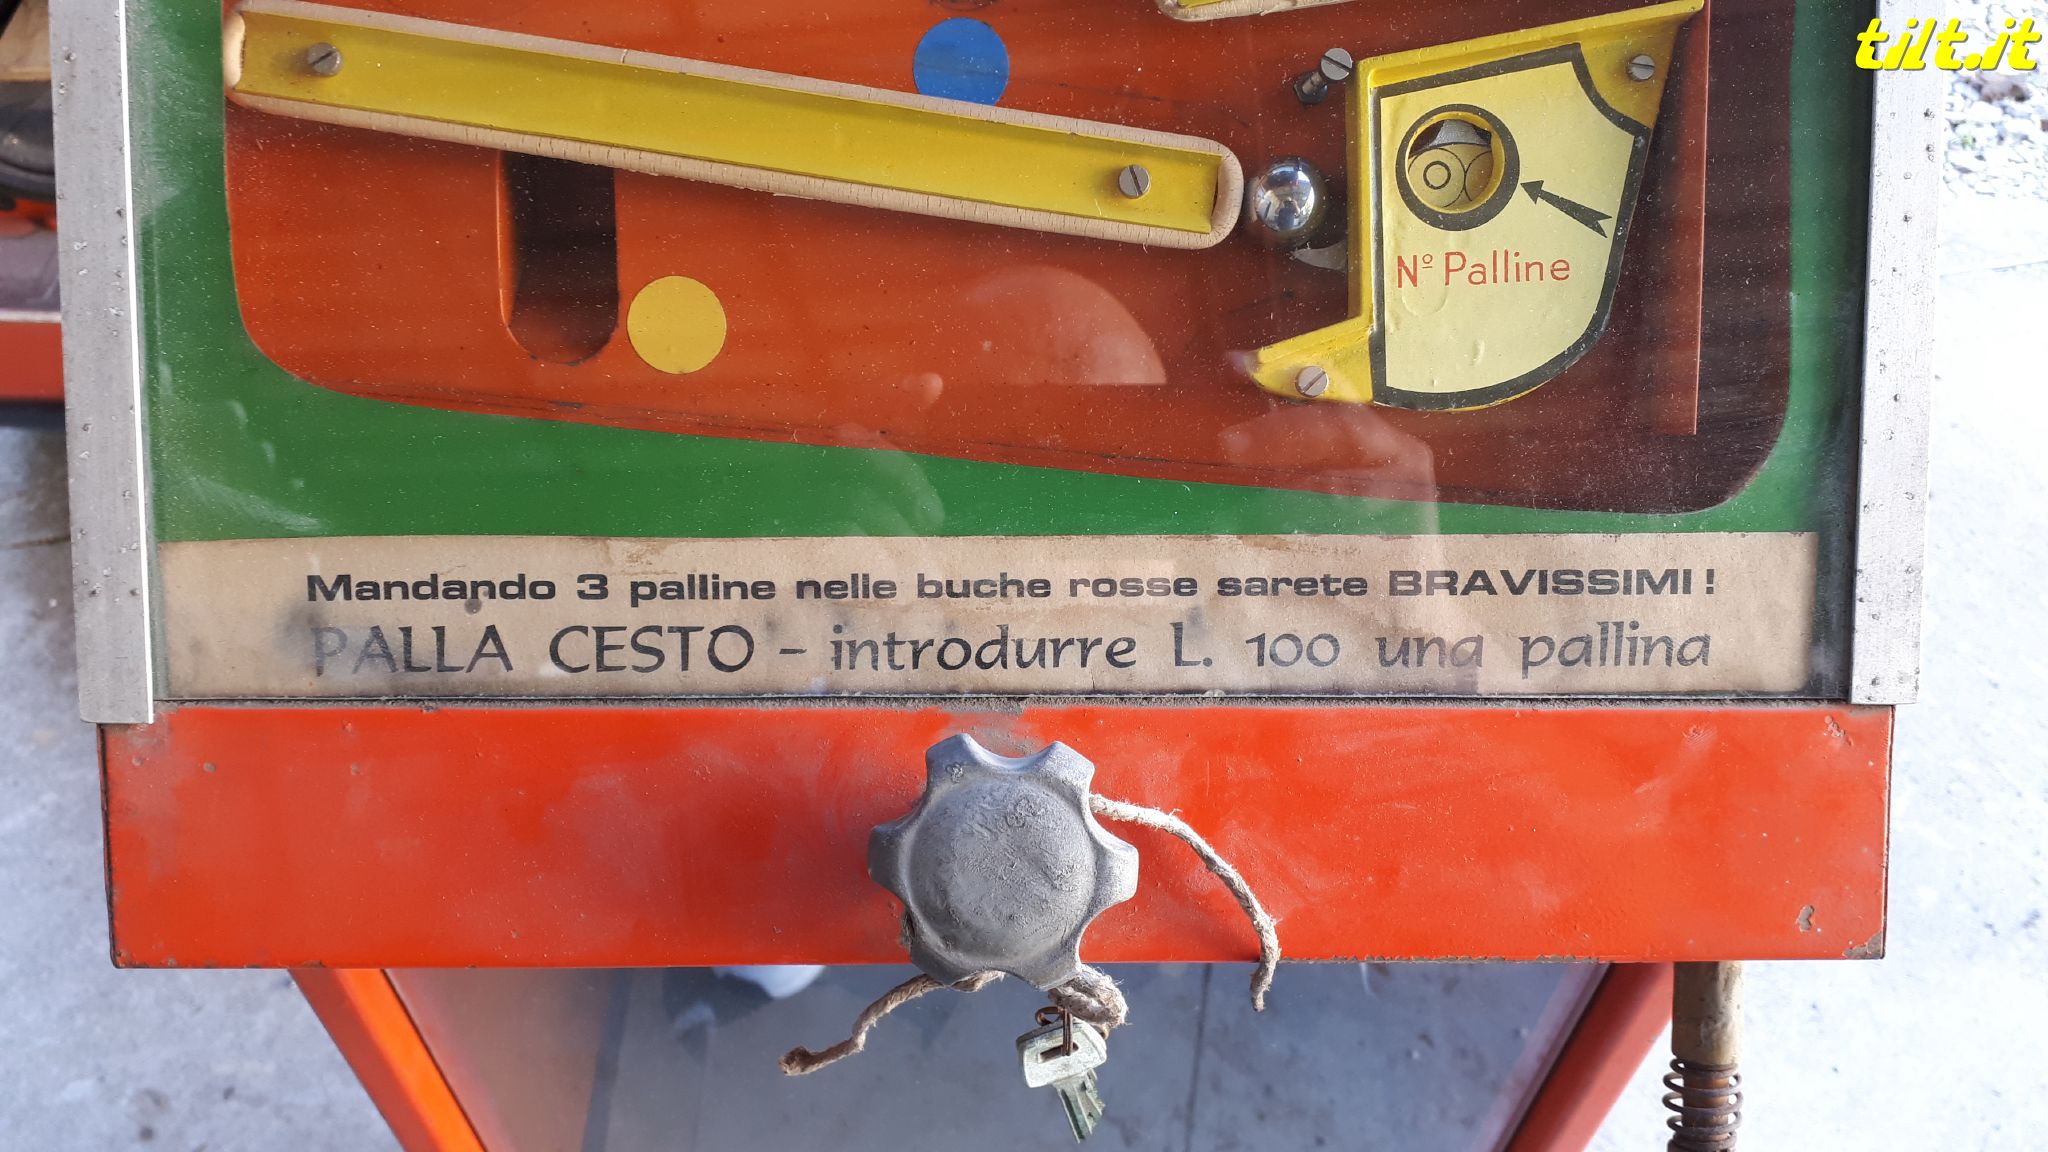 tilt.it
Nº Palline
Mandando 3 palline nelle buche rosse sarete BRAVISSIMI!
PALLA CESTO - introdurre L. 100 una pallina